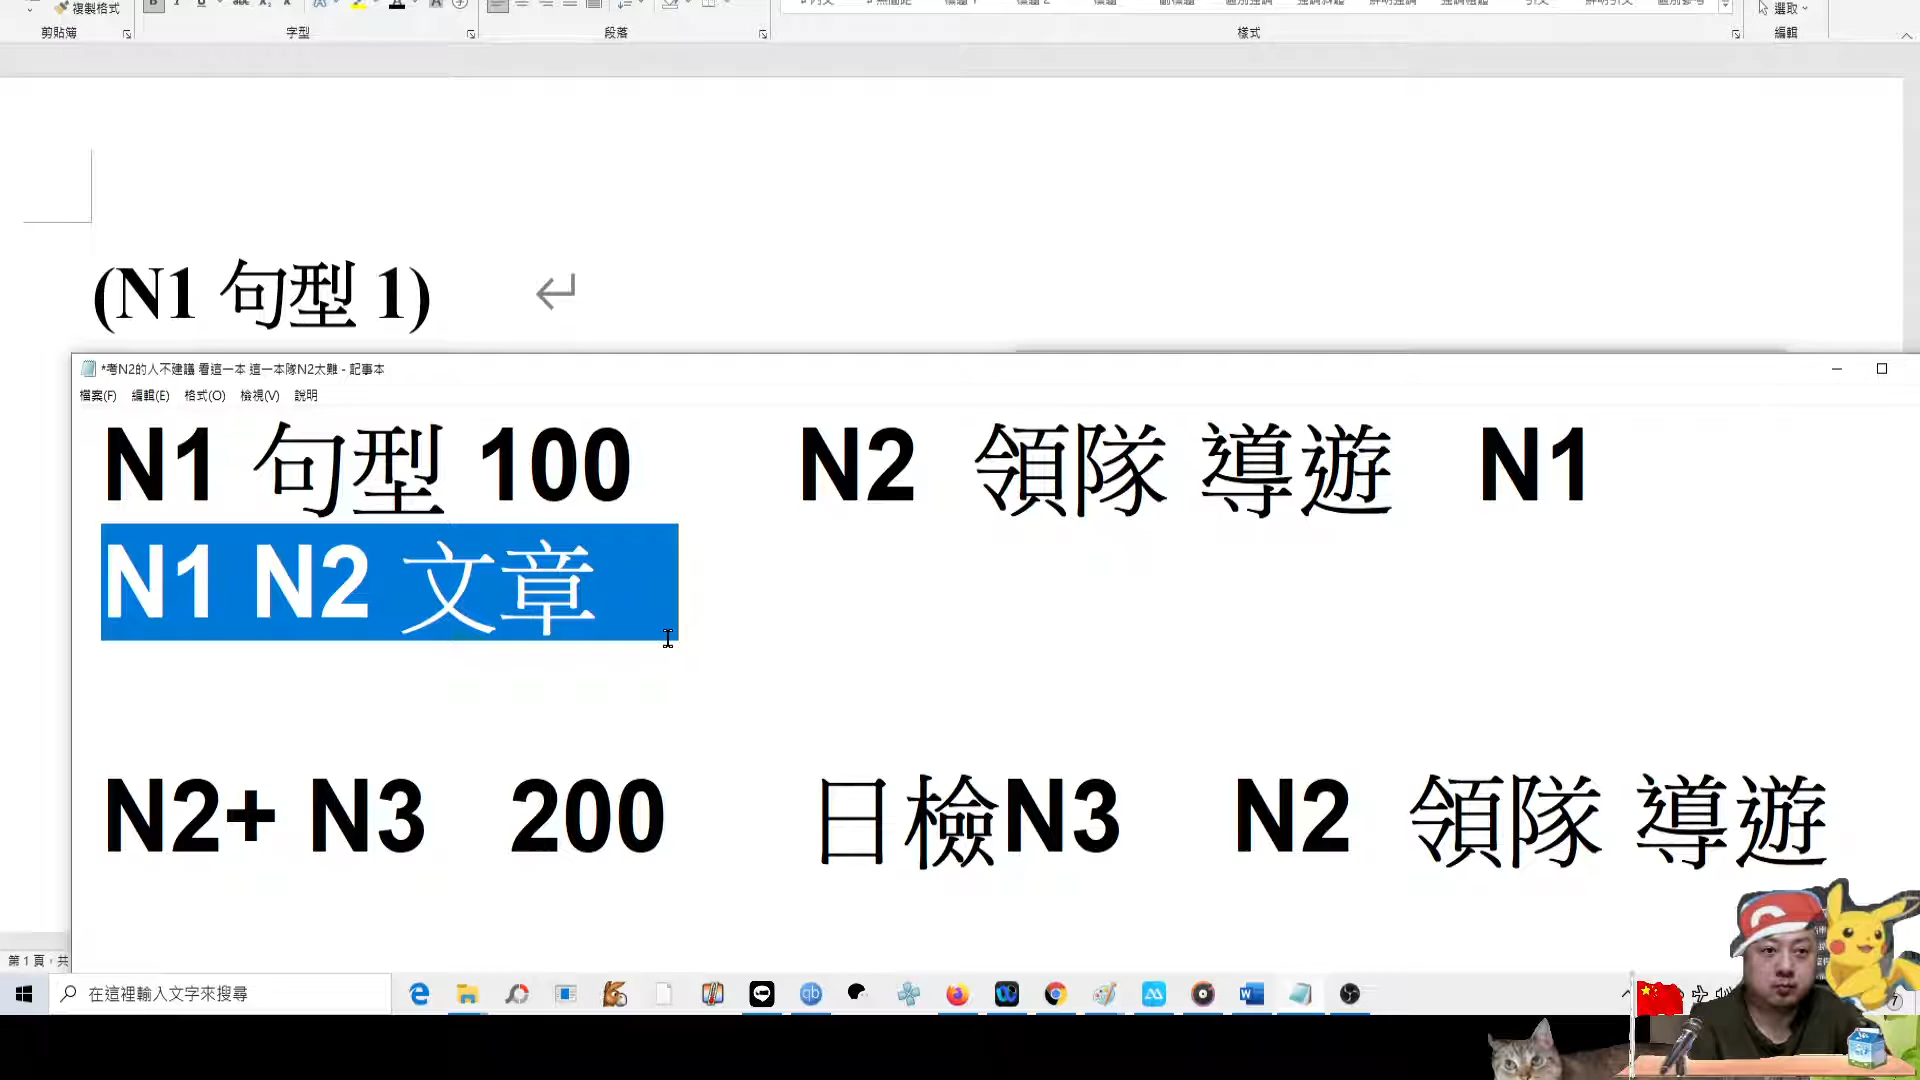 複製格式
選取
剪貼簿
字型
段落
樣式
編輯
(N1 句型 1)
*考N2的人不建議 看這一本 這一本隊N2太難 - 記事本
檔案(F) 編輯(E) 格式(O) 檢視(V) 說明
N1 句型 100 N2 領隊 導遊 N1
N1 N2 文章
N2+ N3 200 日檢N3 N2 領隊 導遊
第 1 頁，共
在這裡輸入文字來搜尋